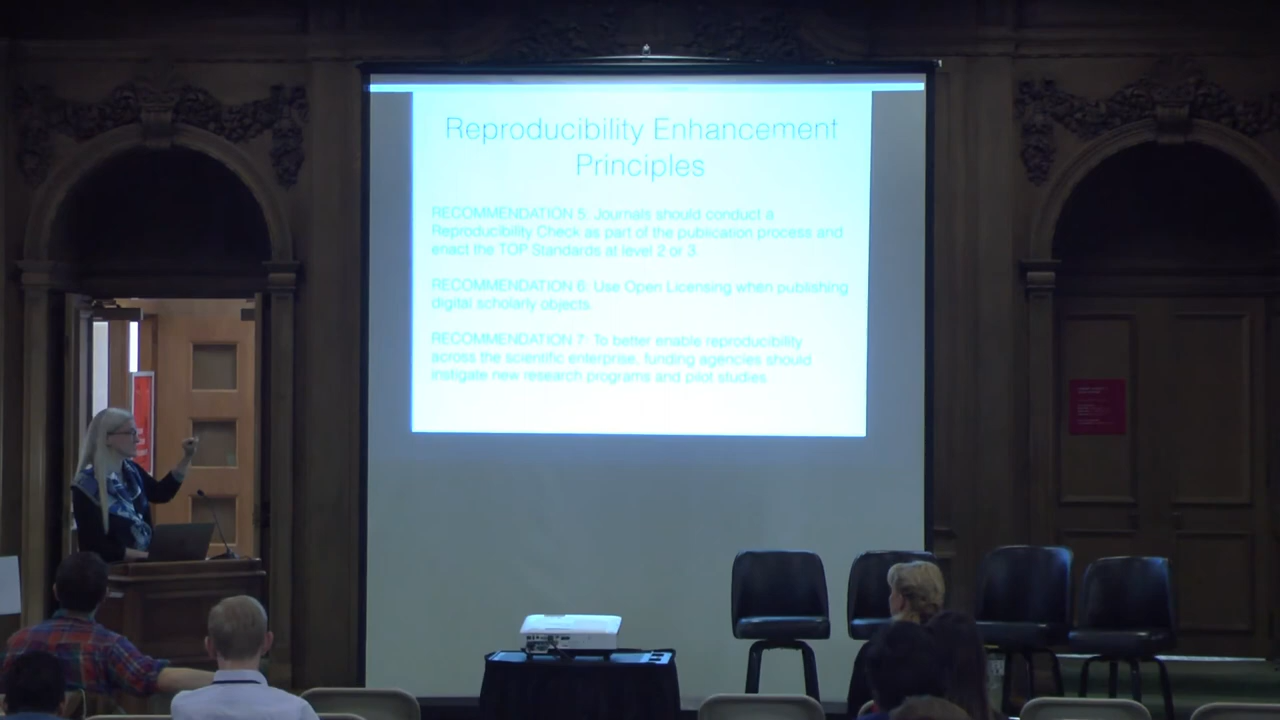 Reproducibility Enhancement
Principles
RECOMMENDATION 5: Journals should conduct a
Reproducibility Check as part of the publication process and
enact the TOP Standards at level 2 or 3.
RECOMMENDATION 6: Use Open Licensing when publishing
digital scholarly objects.
RECOMMENDATION 7: To better enable reproducibility
across the scientific enterprise, funding agencies should
instigate new research programs and pilot studies.